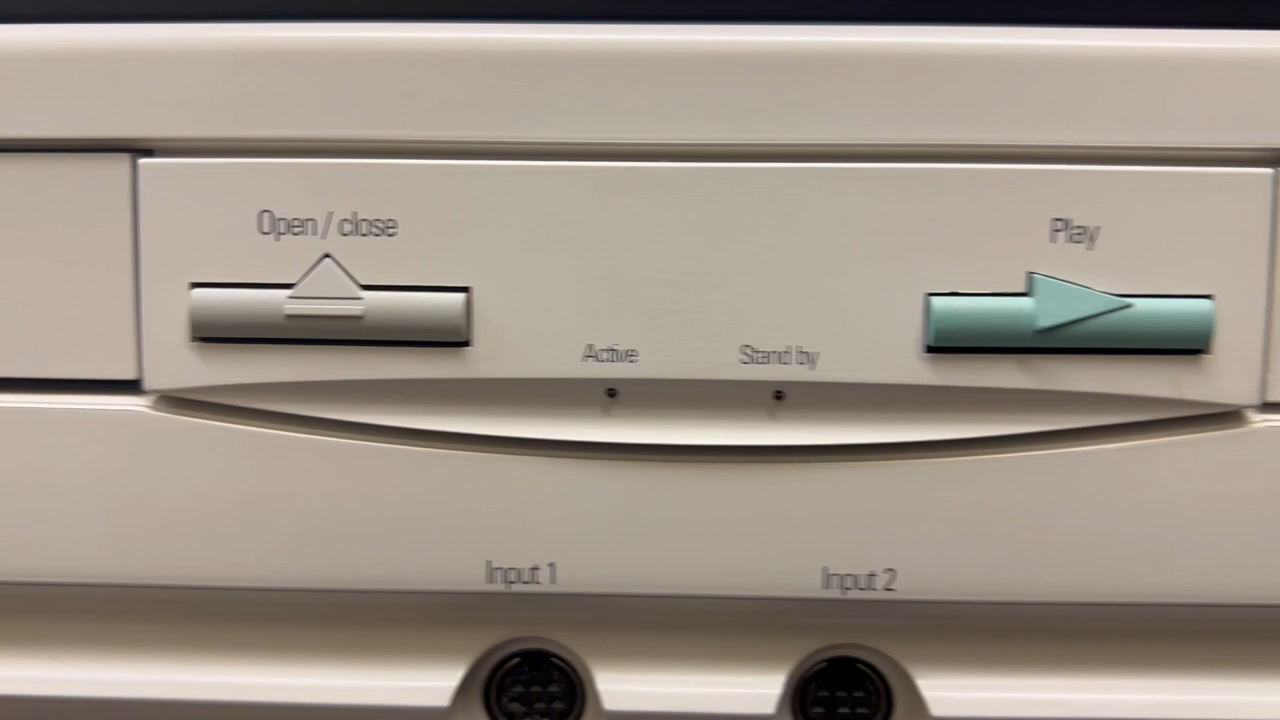 Open / close
Play
Active
Stand by
Input 1
Input 2